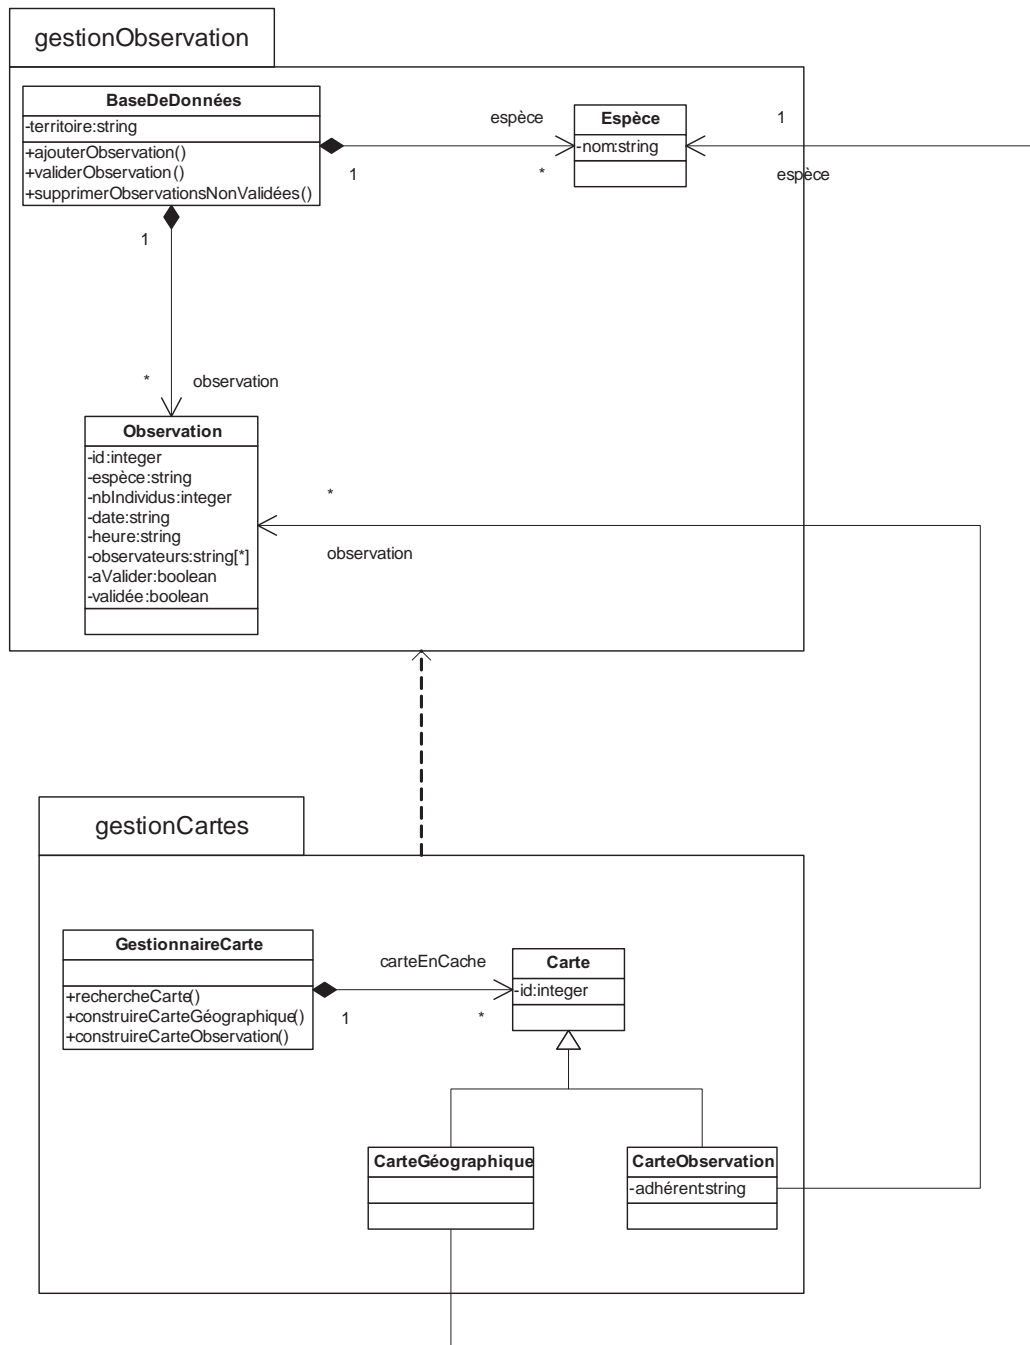 gestionObservation
BaseDeDonnées
-territoire:string
+ajouterObservation()
+validerObservation()
+supprimerObservationsNonValidées()
espèce
1
*
Espèce
-nom:string
1
espèce
1
*
observation
Observation
-id:integer
-espèce:string
-nbIndividus:integer
-date:string
-heure:string
-observateurs:string[*]
-aValider:boolean
-validée:boolean
*
observation
gestionCartes
GestionnaireCarte
+rechercheCarte()
+construireCarteGéographique()
+construireCarteObservation()
carteEnCache
1
*
Carte
-id:integer
CarteGéographique
CarteObservation
-adhérent:string